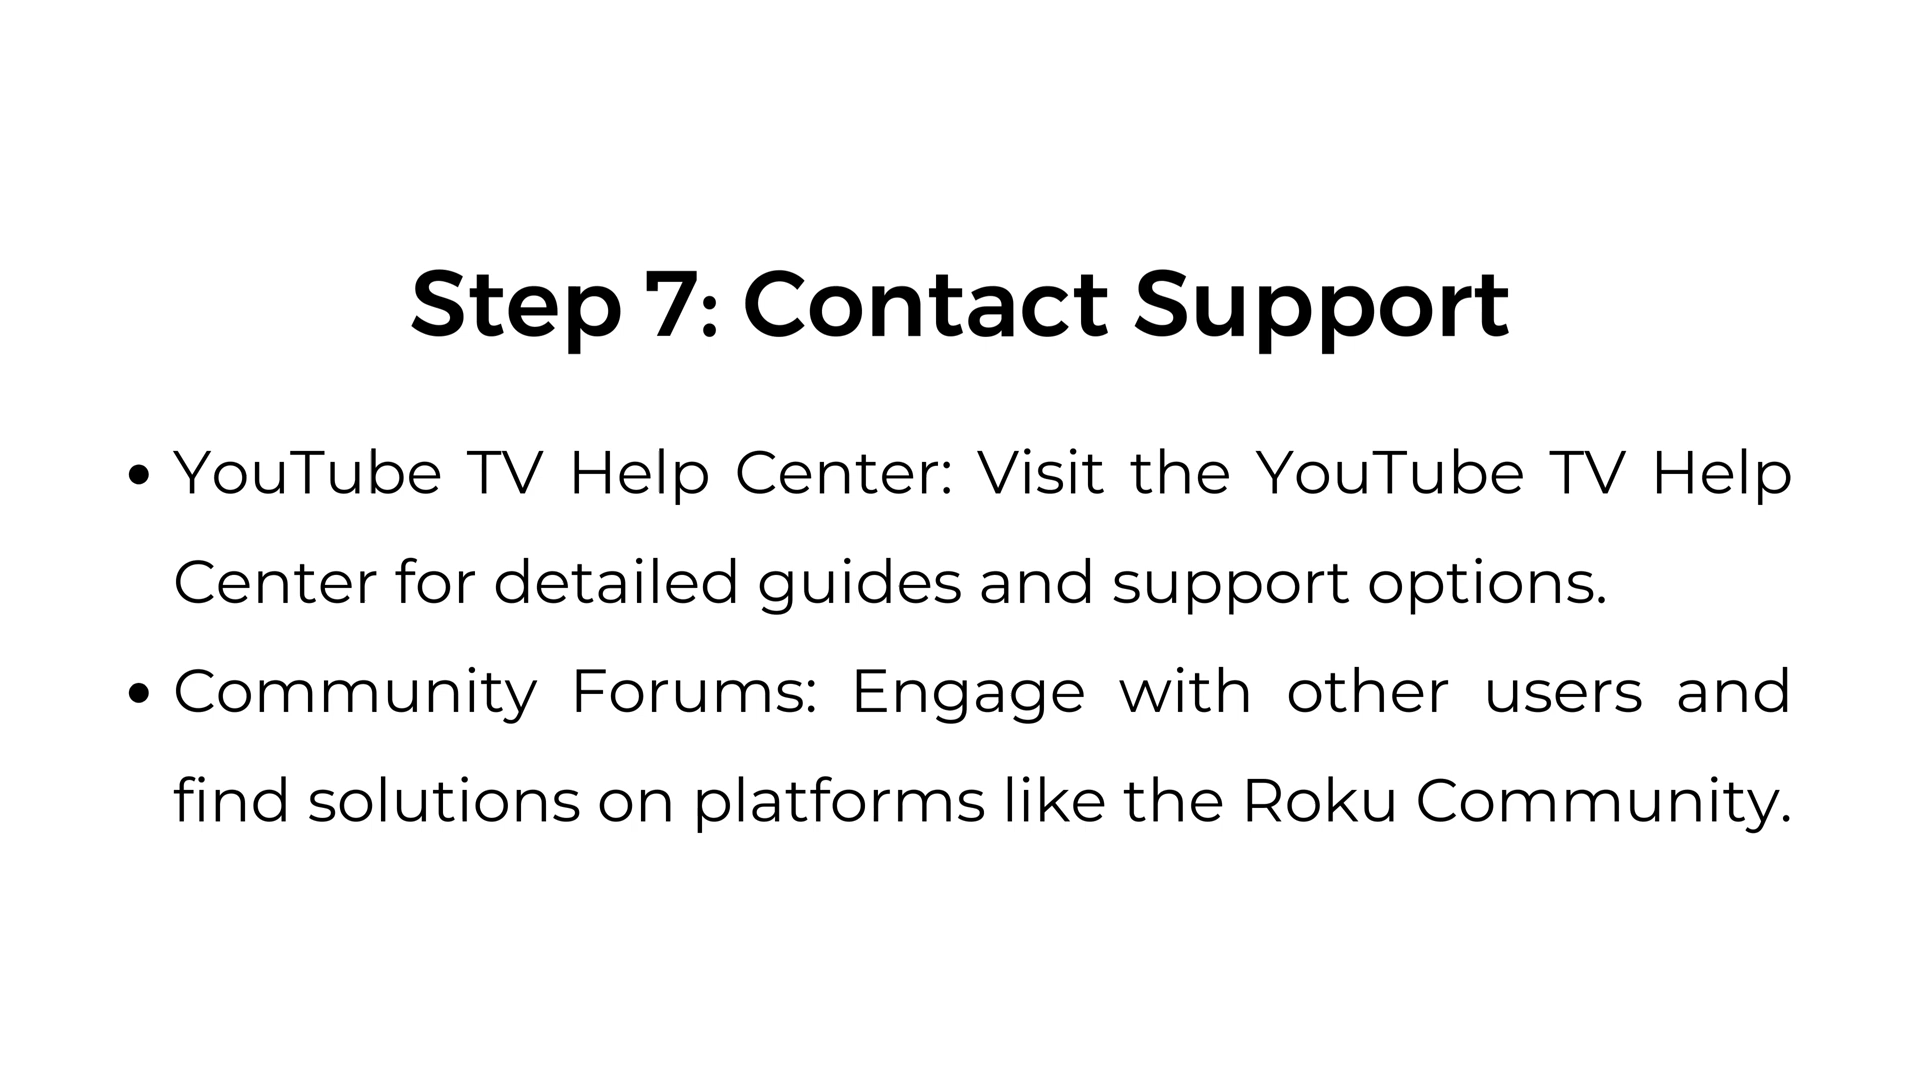 Step 7: Contact Support
• YouTube TV Help Center: Visit the YouTube TV Help
Center for detailed guides and support options.
• Community Forums: Engage with other users and
find solutions on platforms like the Roku Community.